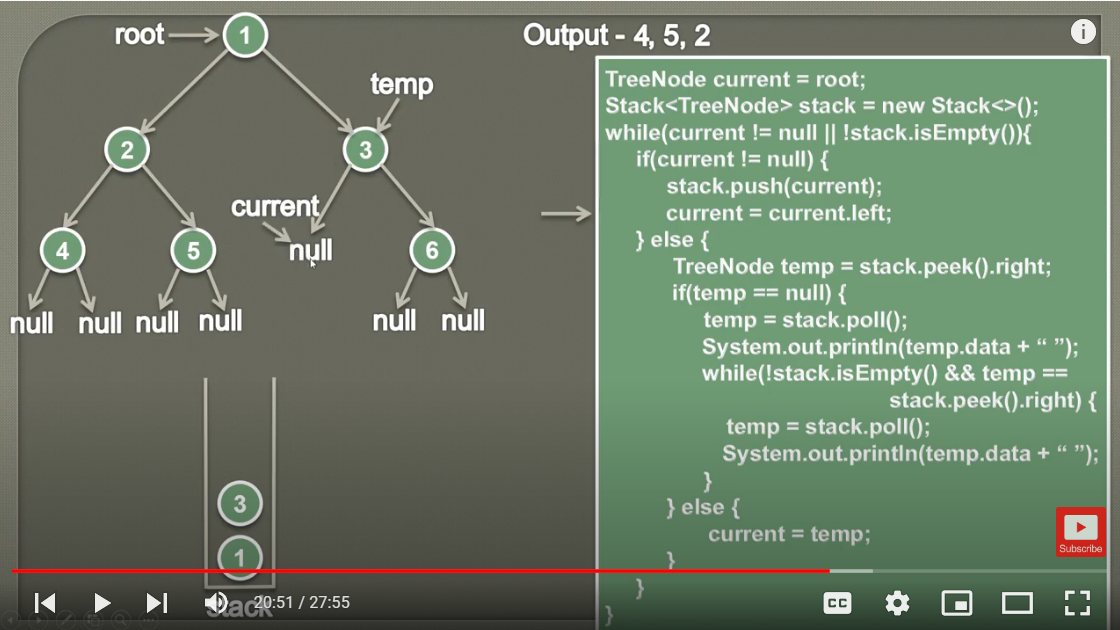 root
1
Output - 4, 5, 2
i
temp
2
3
current
4
5
null
6
null
null
null
null
null
null
3
1
stack
TreeNode current = root;
Stack<TreeNode> stack = new Stack<>();
while(current != null || !stack.isEmpty()){
if(current != null) {
stack.push(current);
current = current.left;
} else {
TreeNode temp = stack.peek().right;
if(temp == null) {
temp = stack.poll();
System.out.println(temp.data + “ ”);
while(!stack.isEmpty() && temp ==
stack.peek().right) {
temp = stack.poll();
System.out.println(temp.data + “ ”);
}
} else {
current = temp;
}
}
}
Subscribe
20:51 / 27:55
CC